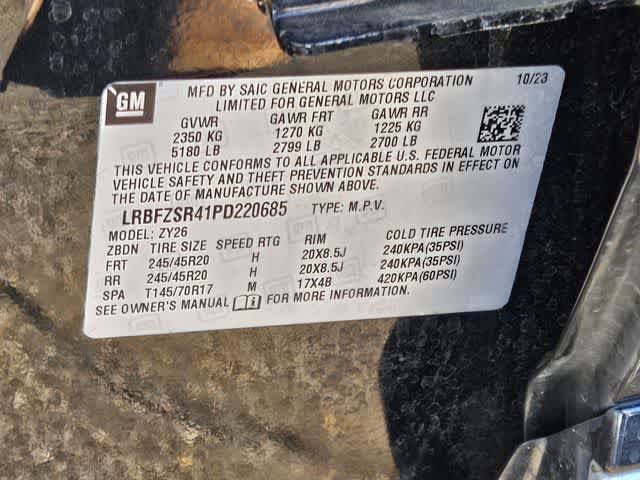 GM
MFD BY SAIC GENERAL MOTORS CORPORATION 10/23
LIMITED FOR GENERAL MOTORS LLC
GVWR GAWR FRT GAWR RR
2350 KG 1270 KG 1225 KG
5180 LB 2799 LB 2700 LB
THIS VEHICLE CONFORMS TO ALL APPLICABLE U.S. FEDERAL MOTOR
VEHICLE SAFETY AND THEFT PREVENTION STANDARDS IN EFFECT ON
THE DATE OF MANUFACTURE SHOWN ABOVE.
LRBFZSR41PD220685 TYPE: M.P.V.
MODEL: ZY26
ZBDN TIRE SIZE SPEED RTG RIM COLD TIRE PRESSURE
FRT 245/45R20 H 20X8.5J 240KPA(35PSI)
RR 245/45R20 H 20X8.5J 240KPA(35PSI)
SPA T145/70R17 M 17X4B 420KPA(60PSI)
SEE OWNER'S MANUAL FOR MORE INFORMATION.